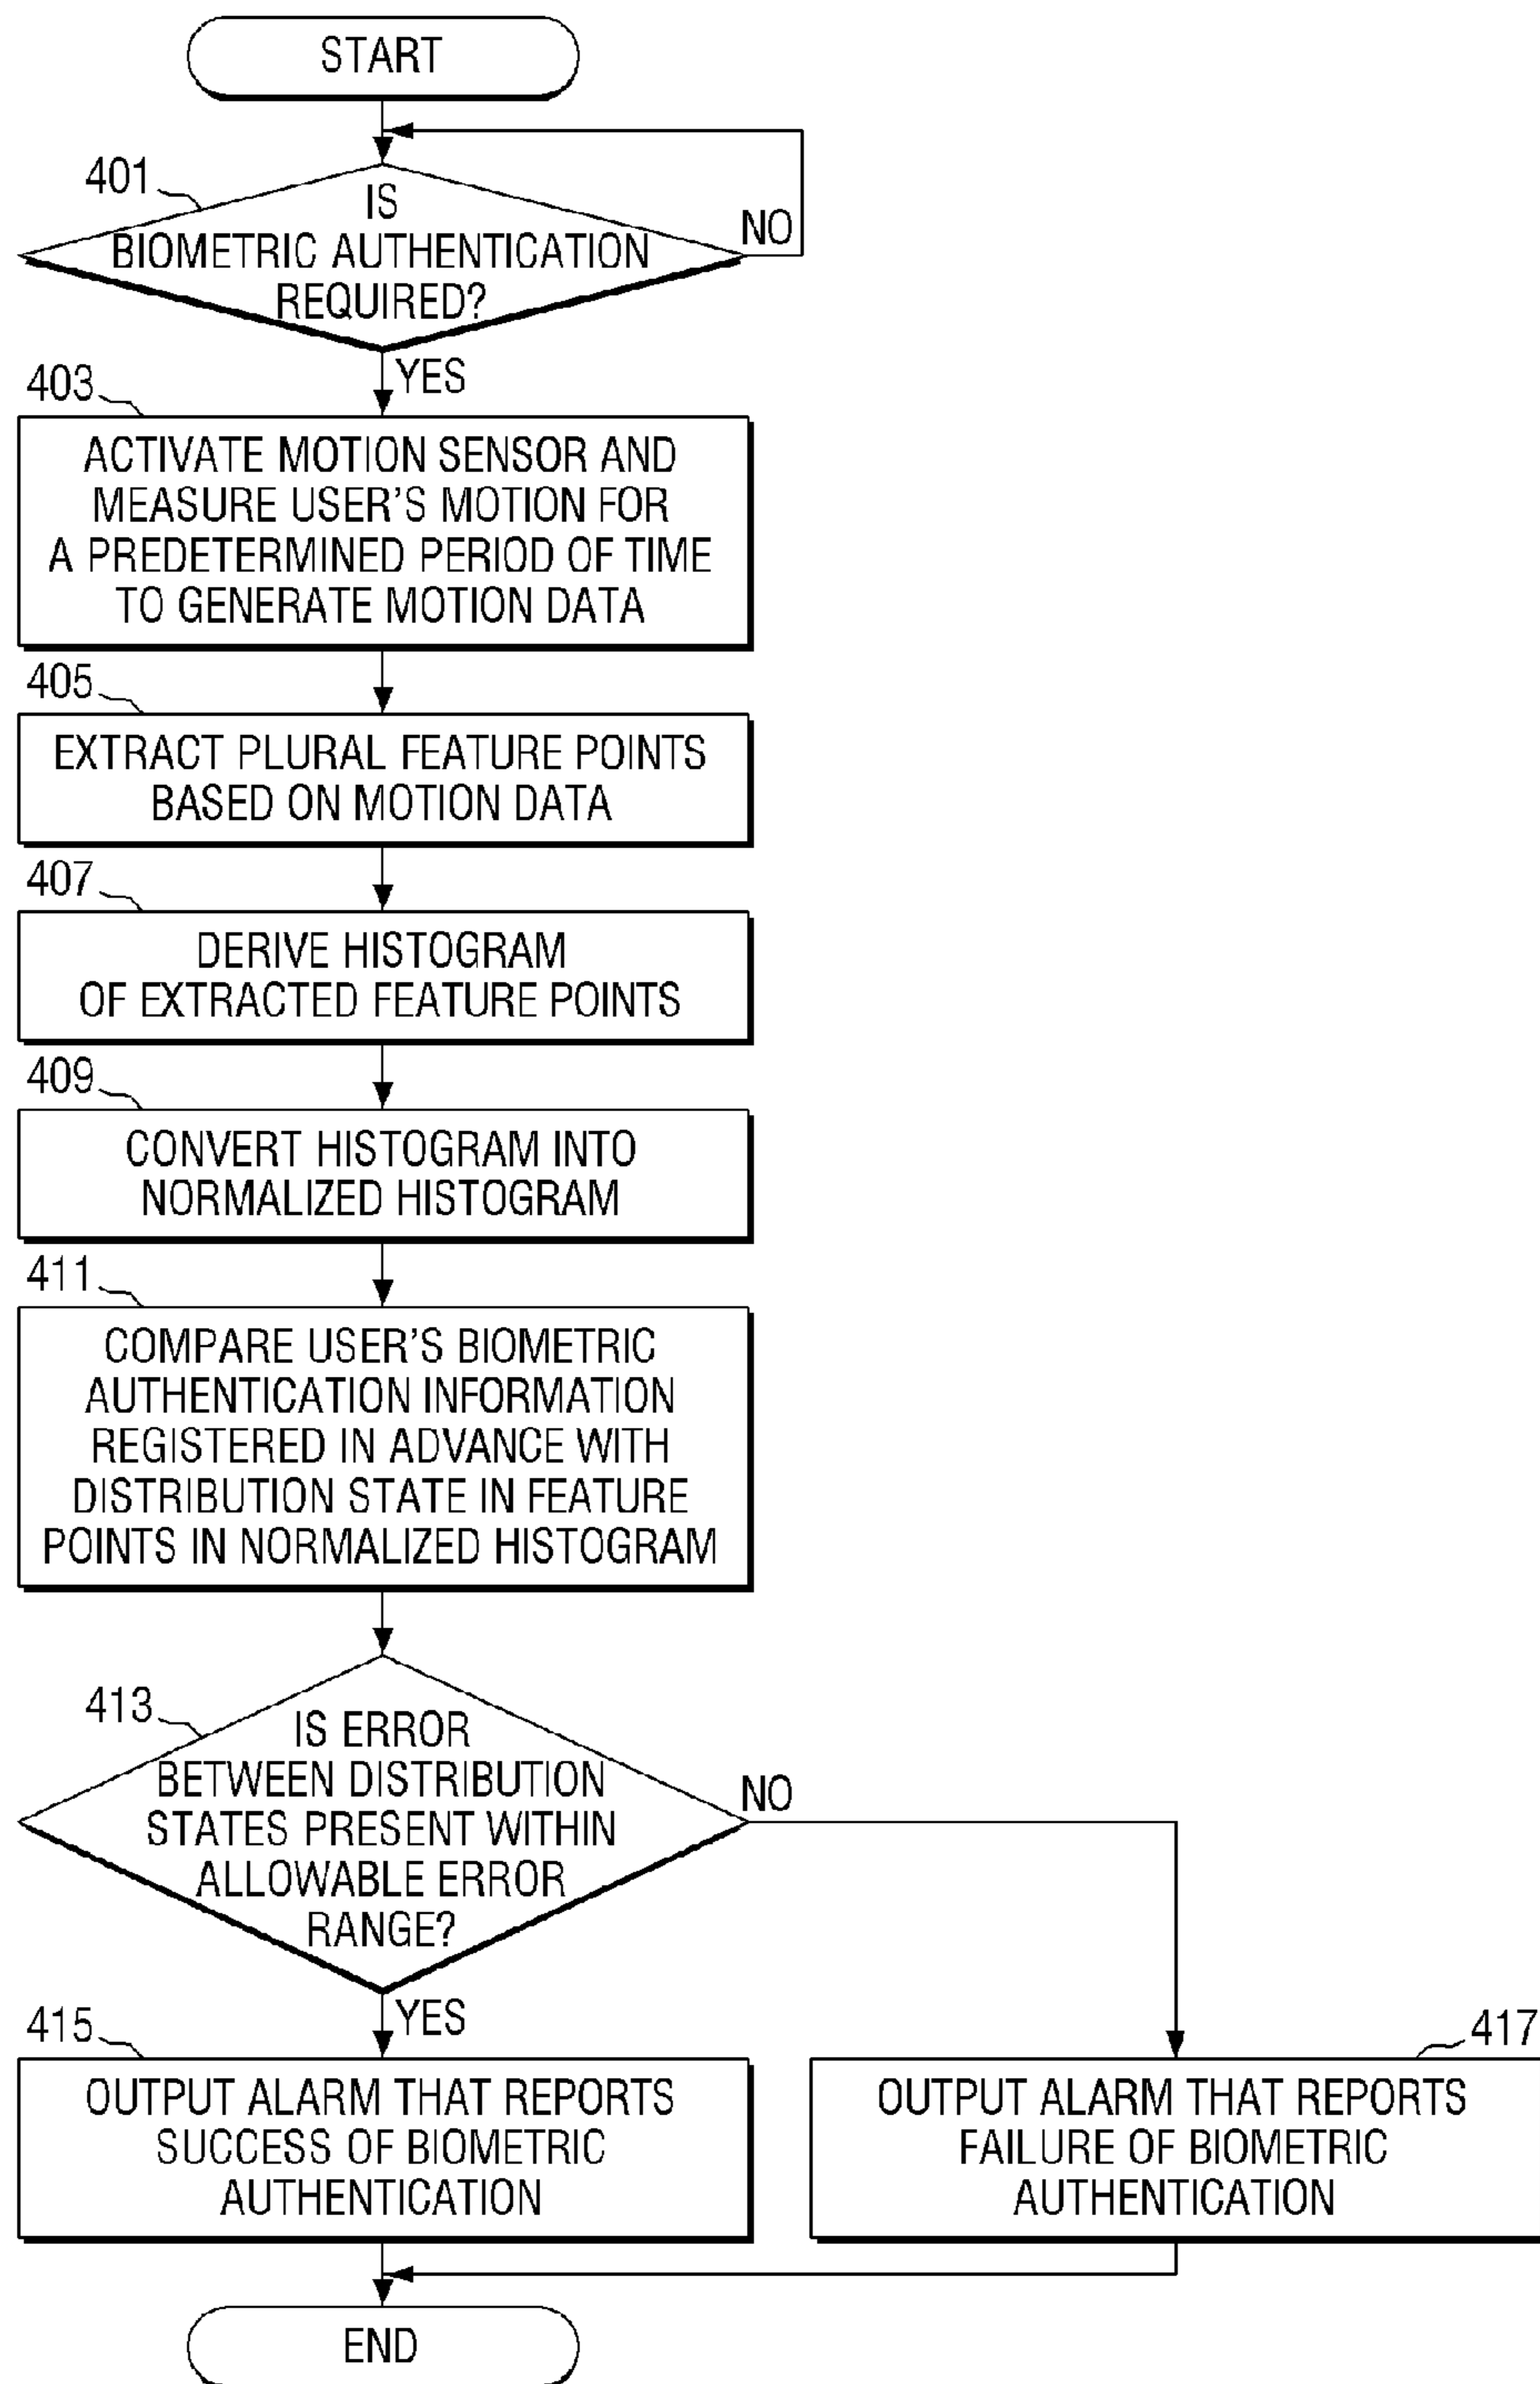 START
401
IS
BIOMETRIC AUTHENTICATION
REQUIRED?
NO
YES
403
ACTIVATE MOTION SENSOR AND
MEASURE USER'S MOTION FOR
A PREDETERMINED PERIOD OF TIME
TO GENERATE MOTION DATA
405
EXTRACT PLURAL FEATURE POINTS
BASED ON MOTION DATA
407
DERIVE HISTOGRAM
OF EXTRACTED FEATURE POINTS
409
CONVERT HISTOGRAM INTO
NORMALIZED HISTOGRAM
411
COMPARE USER'S BIOMETRIC
AUTHENTICATION INFORMATION
REGISTERED IN ADVANCE WITH
DISTRIBUTION STATE IN FEATURE
POINTS IN NORMALIZED HISTOGRAM
413
IS ERROR
BETWEEN DISTRIBUTION
STATES PRESENT WITHIN
ALLOWABLE ERROR
RANGE?
NO
YES
415
OUTPUT ALARM THAT REPORTS
SUCCESS OF BIOMETRIC
AUTHENTICATION
417
OUTPUT ALARM THAT REPORTS
FAILURE OF BIOMETRIC
AUTHENTICATION
END